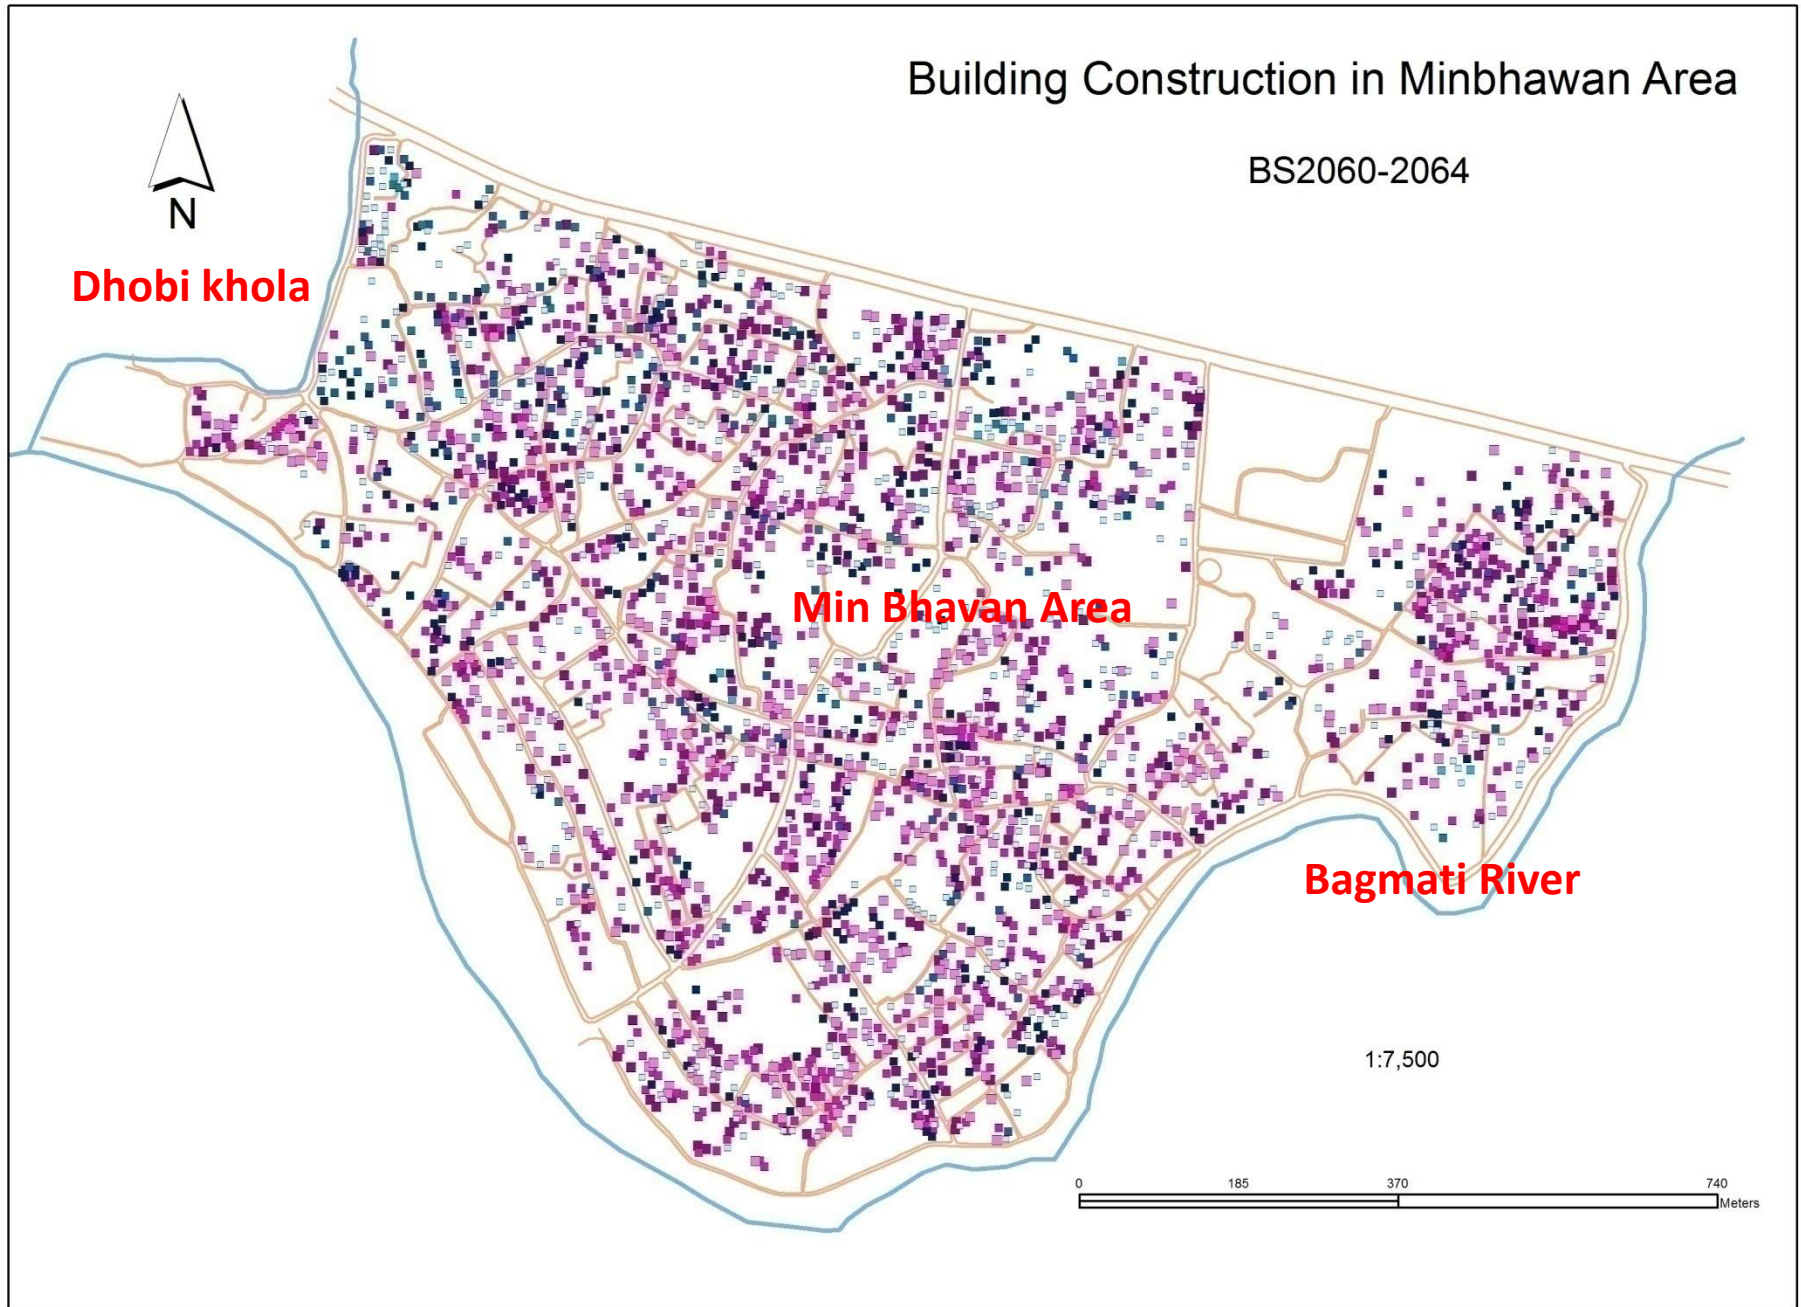 Building Construction in Minbhawan Area
BS2060-2064
N
Dhobi khola
Min Bhavan Area
Bagmati River
1:7,500
0 185 370 740
Meters